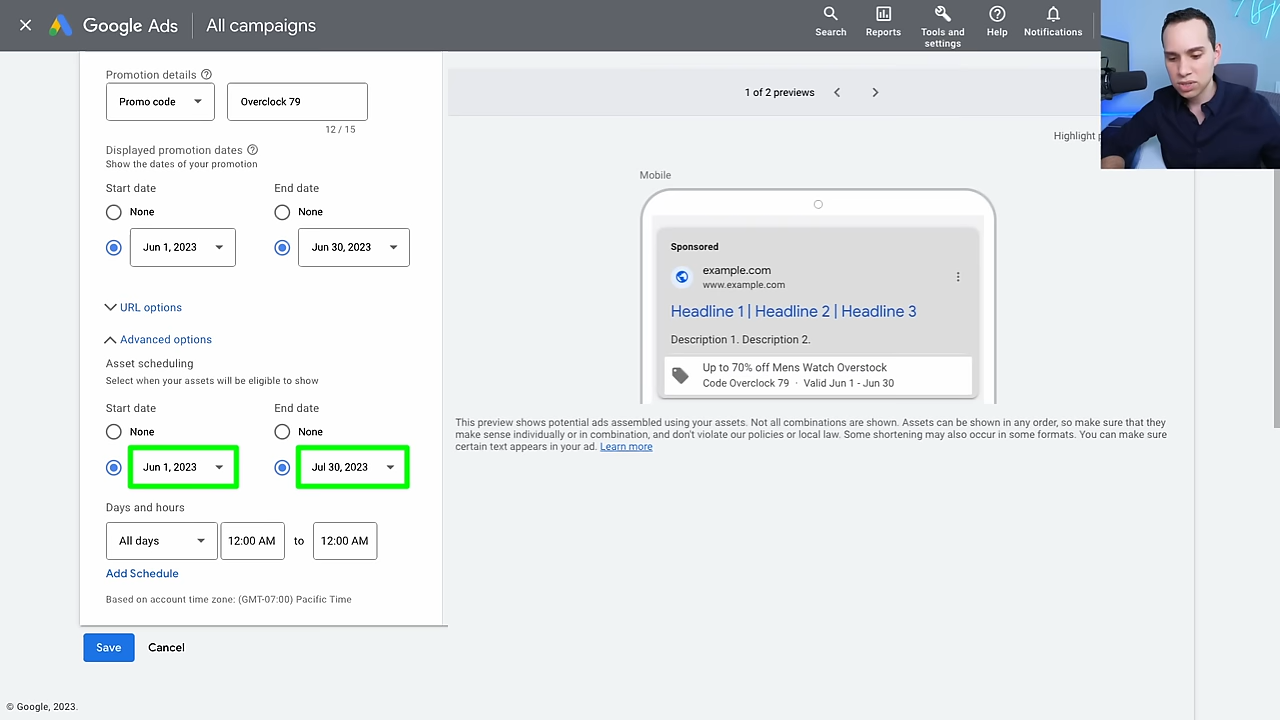 Google Ads
All campaigns
Search
Reports
Tools and
settings
Help
Notifications
Promotion details
Promo code
Overclock 79
12 / 15
Displayed promotion dates
Show the dates of your promotion
Start date
End date
None
None
Jun 1, 2023
Jun 30, 2023
URL options
Advanced options
Asset scheduling
Select when your assets will be eligible to show
Start date
End date
None
None
Jun 1, 2023
Jul 30, 2023
Days and hours
All days
12:00 AM
to
12:00 AM
Add Schedule
Based on account time zone: (GMT-07:00) Pacific Time
Save
Cancel
© Google, 2023.
1 of 2 previews
Highlight
Mobile
Sponsored
example.com
www.example.com
Headline 1 | Headline 2 | Headline 3
Description 1. Description 2.
Up to 70% off Mens Watch Overstock
Code Overclock 79 · Valid Jun 1 - Jun 30
This preview shows potential ads assembled using your assets. Not all combinations are shown. Assets can be shown in any order, so make sure that they
make sense individually or in combination, and don't violate our policies or local law. Some shortening may also occur in some formats. You can make sure
certain text appears in your ad. Learn more